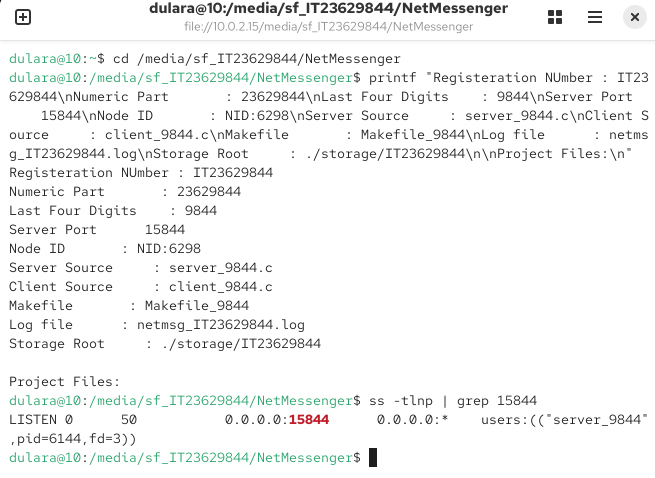 dulara@10:/media/sf_IT23629844/NetMessenger
file://10.0.2.15/media/sf_IT23629844/NetMessenger
dulara@10:~$ cd /media/sf_IT23629844/NetMessenger
dulara@10:/media/sf_IT23629844/NetMessenger$ printf "Registeration NUmber : IT23
629844\nNumeric Part       : 23629844\nLast Four Digits    : 9844\nServer Port
    15844\nNode ID       : NID:6298\nServer Source     : server_9844.c\nClient S
ource     : client_9844.c\nMakefile       : Makefile_9844\nLog file      : netms
g_IT23629844.log\nStorage Root     : ./storage/IT23629844\n\nProject Files:\n"
Registeration NUmber : IT23629844
Numeric Part       : 23629844
Last Four Digits    : 9844
Server Port      15844
Node ID       : NID:6298
Server Source     : server_9844.c
Client Source     : client_9844.c
Makefile       : Makefile_9844
Log file      : netmsg_IT23629844.log
Storage Root     : ./storage/IT23629844

Project Files:
dulara@10:/media/sf_IT23629844/NetMessenger$ ss -tlnp | grep 15844
LISTEN 0      50           0.0.0.0:15844      0.0.0.0:*    users:(("server_9844"
,pid=6144,fd=3))
dulara@10:/media/sf_IT23629844/NetMessenger$